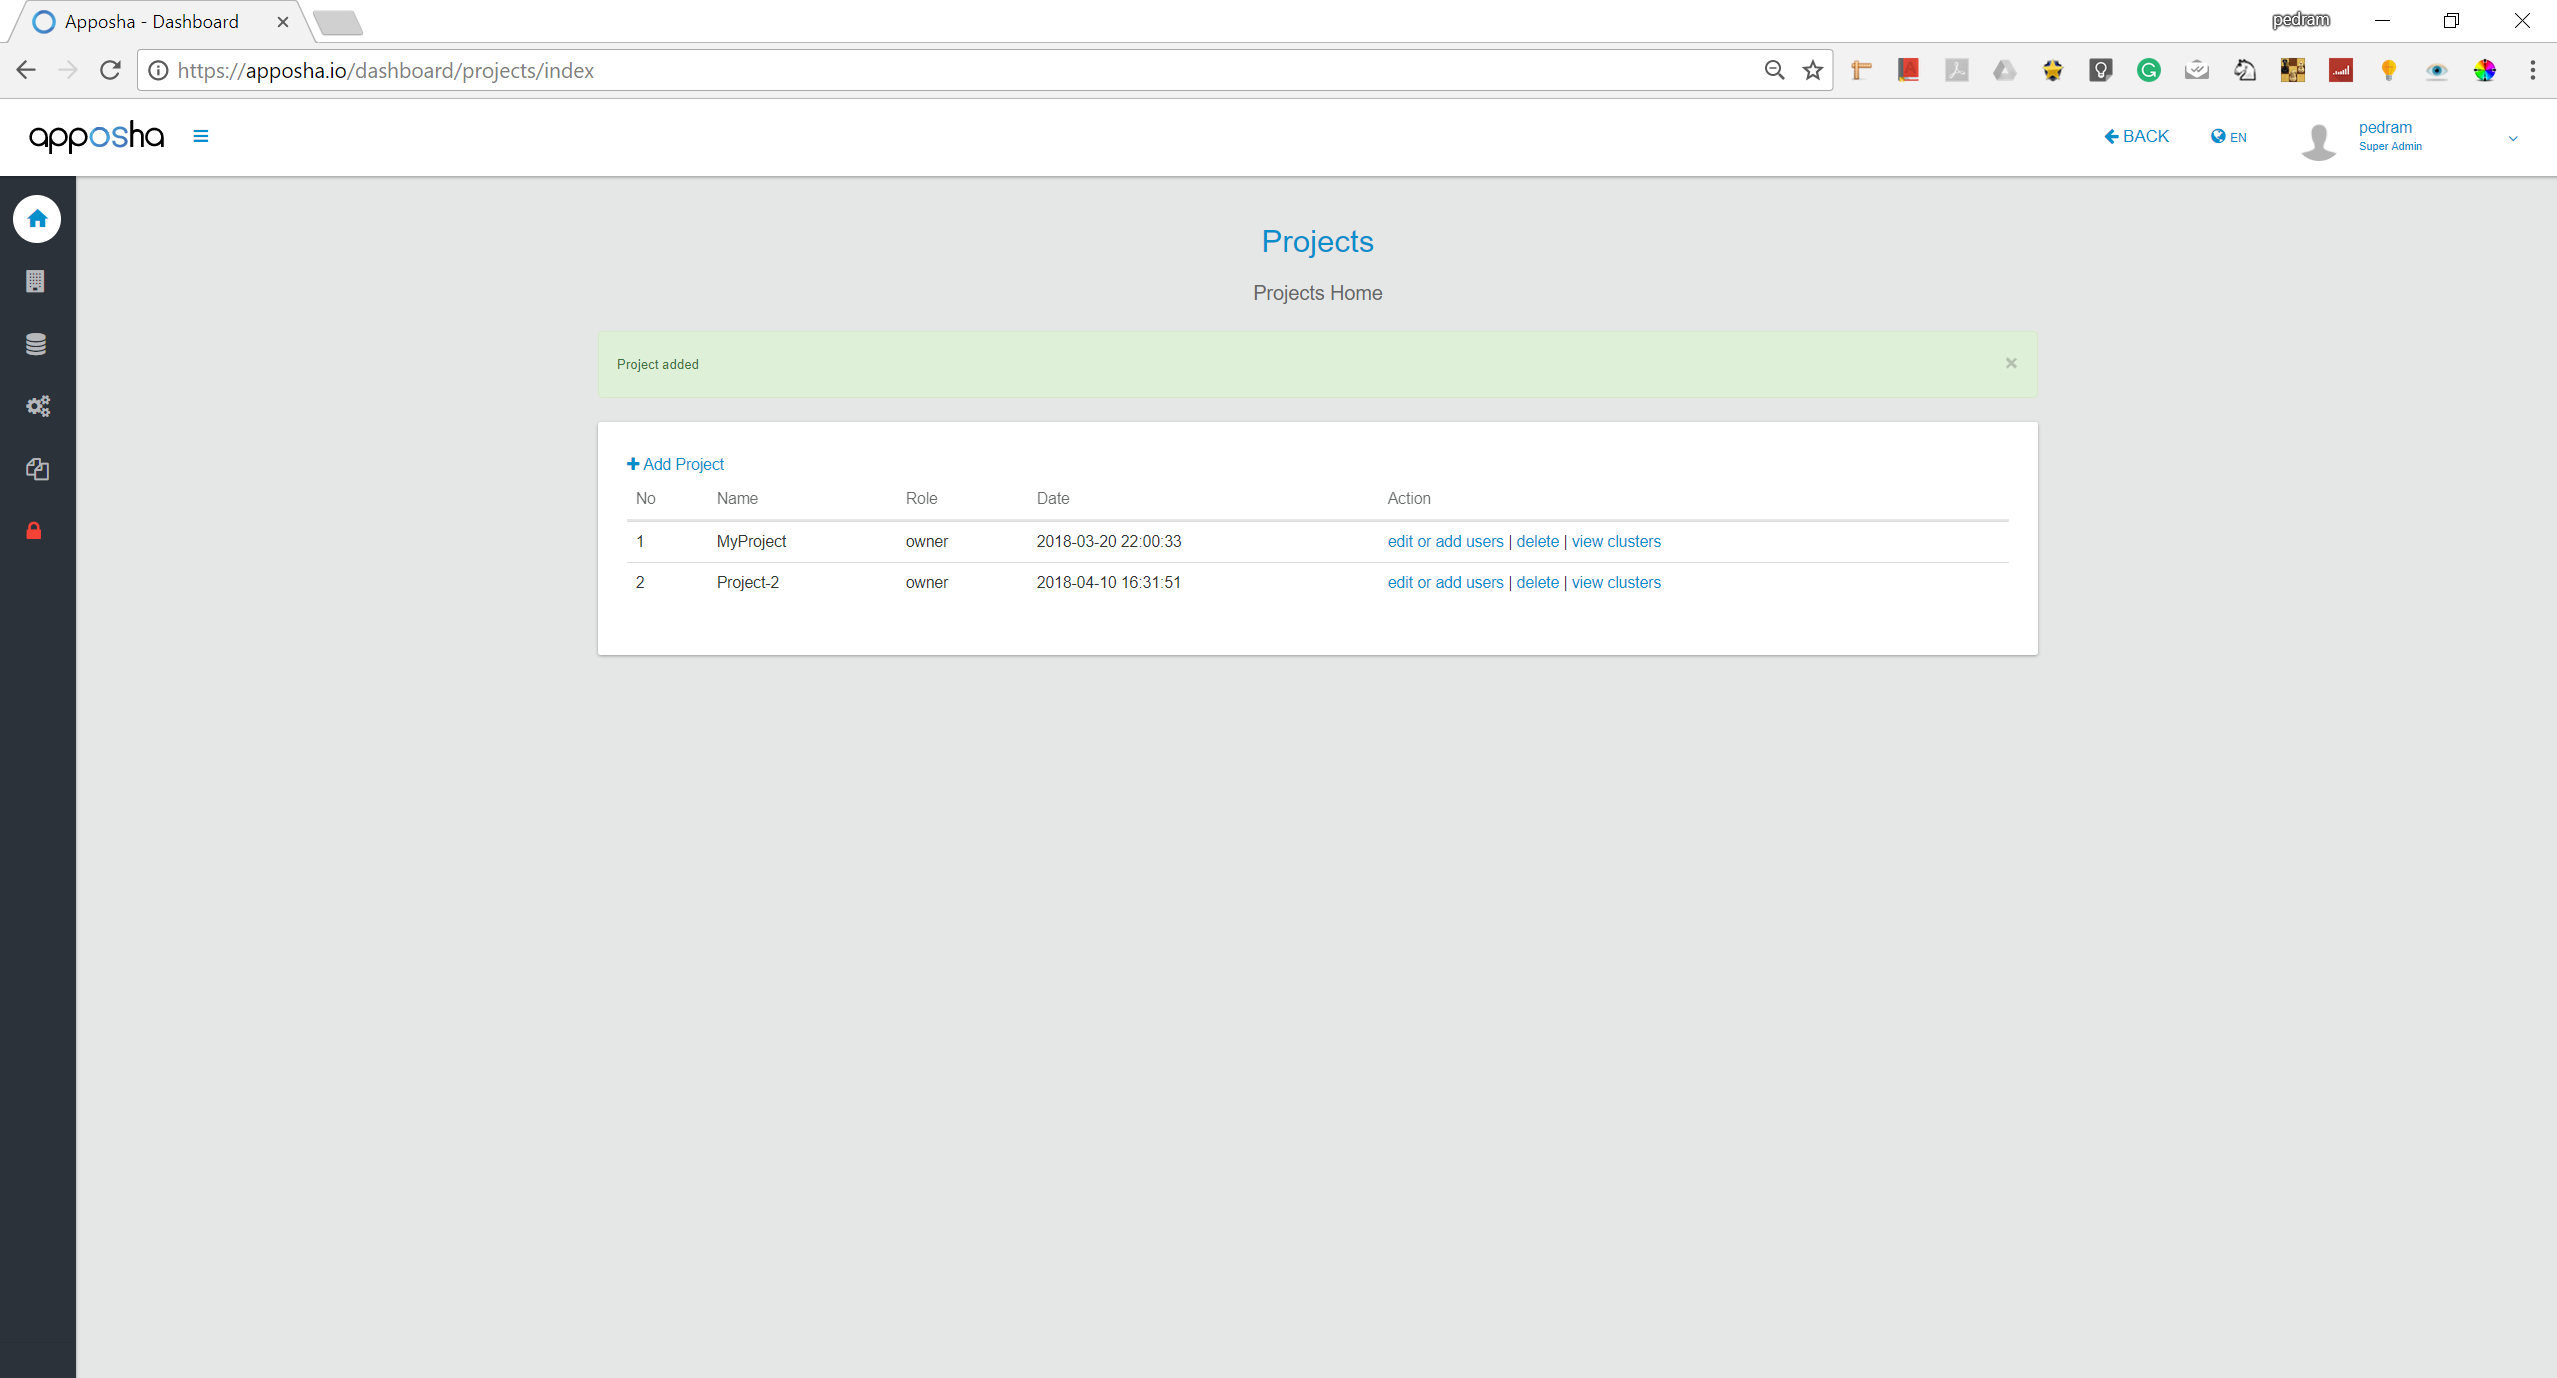 Apposha - Dashboard
pedram
https://apposha.io/dashboard/projects/index
apposha
BACK
EN
pedram
Super Admin
Projects
Projects Home
Project added
Add Project
No Name Role Date Action
1 MyProject owner 2018-03-20 22:00:33 edit or add users | delete | view clusters
2 Project-2 owner 2018-04-10 16:31:51 edit or add users | delete | view clusters